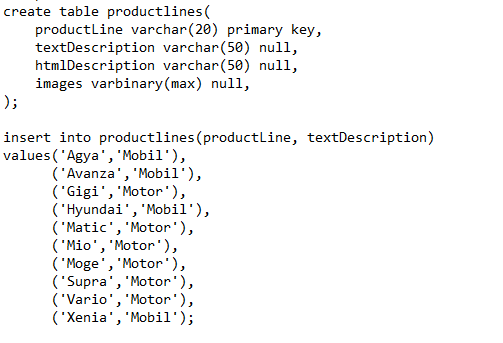 create table productlines(
    productLine varchar(20) primary key,
    textDescription varchar(50) null,
    htmlDescription varchar(50) null,
    images varbinary(max) null,
);

insert into productlines(productLine, textDescription)
values('Agya','Mobil'),
      ('Avanza','Mobil'),
      ('Gigi','Motor'),
      ('Hyundai','Mobil'),
      ('Matic','Motor'),
      ('Mio','Motor'),
      ('Moge','Motor'),
      ('Supra','Motor'),
      ('Vario','Motor'),
      ('Xenia','Mobil');